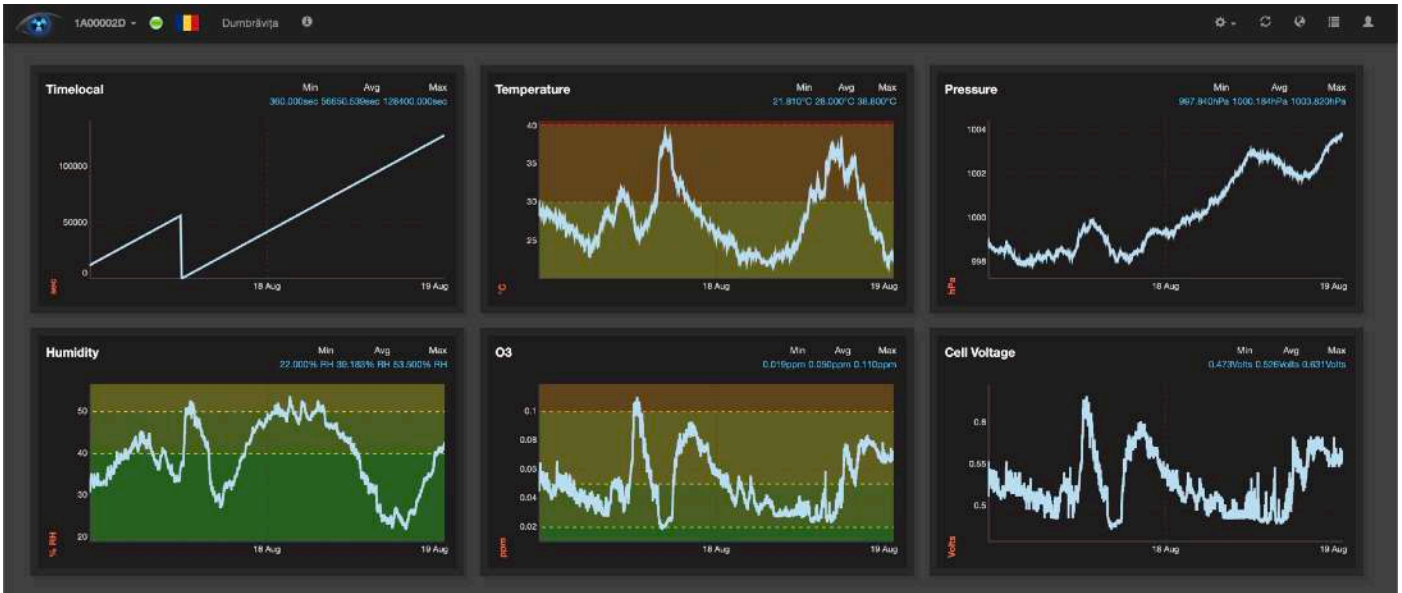 1A00002D Dumbrăvița
Timelocal Min Avg Max
360.000sec 56650.539sec 128400.000sec
100000
50000
0
sec
18 Aug 19 Aug
Temperature Min Avg Max
21.810°C 28.000°C 38.800°C
40
35
30
25
°C
18 Aug 19 Aug
Pressure Min Avg Max
997.840hPa 1000.184hPa 1003.820hPa
1004
1002
1000
998
hPa
18 Aug 19 Aug
Humidity Min Avg Max
22.000% RH 39.183% RH 53.500% RH
50
40
30
20
% RH
18 Aug 19 Aug
O3 Min Avg Max
0.019ppm 0.050ppm 0.110ppm
0.1
0.08
0.06
0.04
0.02
ppm
18 Aug 19 Aug
Cell Voltage Min Avg Max
0.473Volts 0.526Volts 0.631Volts
0.6
0.55
0.5
Volts
18 Aug 19 Aug